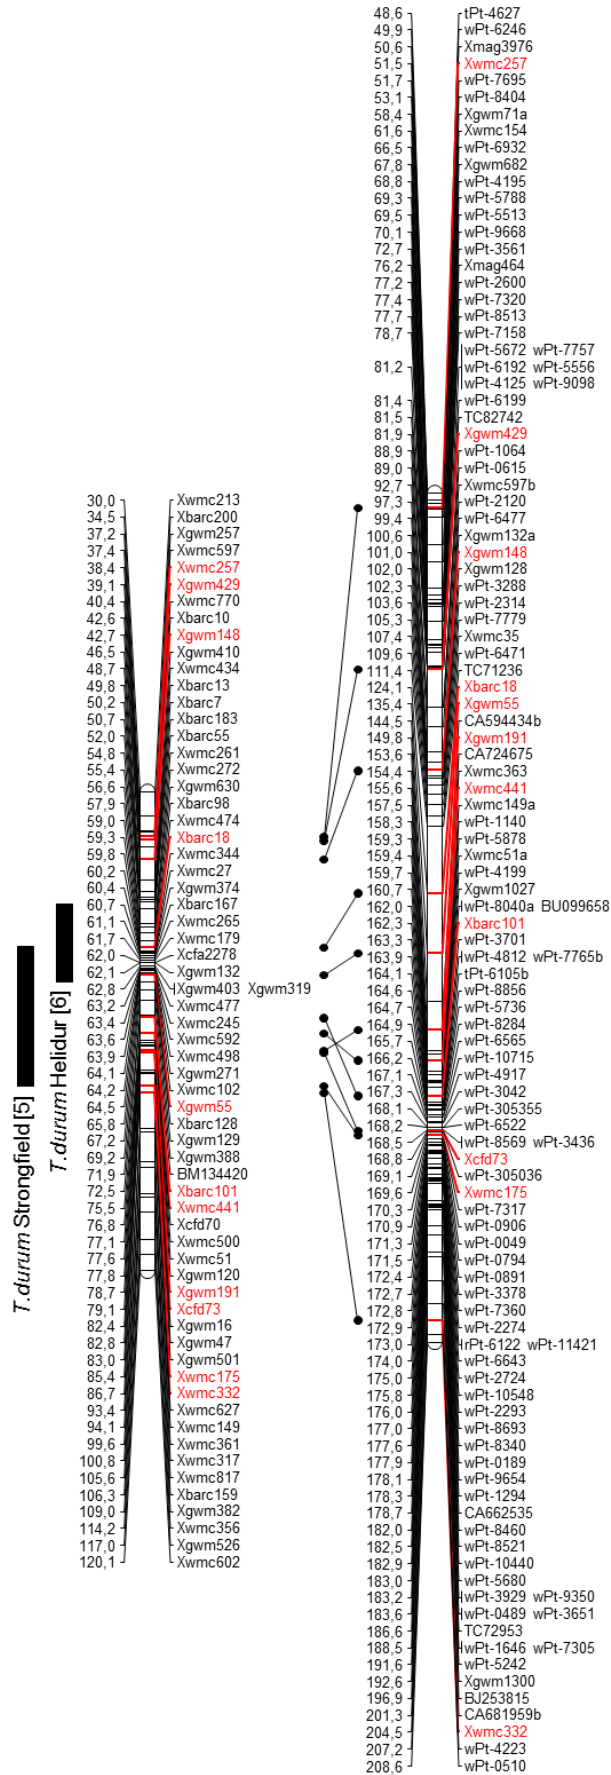 T.durum Strongfield [5]
T.durum Helidur [6]
30,0 Xwmc213
34,5 Xbarc200
37,2 Xgwm257
37,4 Xwmc597
38,4 Xwmc257
39,1 Xgwm429
40,4 Xwmc770
42,6 Xbarc10
42,7 Xgwm148
46,5 Xgwm410
48,7 Xwmc434
49,8 Xbarc13
50,2 Xbarc7
50,7 Xbarc183
52,0 Xbarc55
54,8 Xwmc261
55,4 Xwmc272
56,6 Xgwm630
57,9 Xbarc98
59,0 Xwmc474
59,3 Xbarc18
59,8 Xwmc344
60,2 Xwmc27
60,4 Xgwm374
60,7 Xbarc167
61,1 Xwmc265
61,7 Xwmc179
62,0 Xcfa2278
62,1 Xgwm132
62,8 Xgwm403 Xgwm319
63,2 Xwmc477
63,4 Xwmc245
63,6 Xwmc592
63,9 Xwmc498
64,1 Xgwm271
64,2 Xwmc102
64,5 Xgwm55
65,8 Xbarc128
67,2 Xgwm129
69,2 Xgwm388
71,9 BM134420
72,5 Xbarc101
75,5 Xwmc441
76,8 Xcfd70
77,1 Xwmc500
77,6 Xwmc51
77,8 Xgwm120
78,7 Xgwm191
79,1 Xcfd73
82,4 Xgwm16
82,8 Xgwm47
83,0 Xgwm501
85,4 Xwmc175
86,7 Xwmc332
93,4 Xwmc627
94,1 Xwmc149
99,6 Xwmc361
100,8 Xwmc317
105,6 Xwmc817
106,3 Xbarc159
109,0 Xgwm382
114,2 Xwmc356
117,0 Xgwm526
120,1 Xwmc602
48,6 tPt-4627
49,9 wPt-6246
50,6 Xmag3976
51,5 Xwmc257
51,7 wPt-7695
53,1 wPt-8404
58,4 Xgwm71a
61,6 Xwmc154
66,5 wPt-6932
67,8 Xgwm682
68,8 wPt-4195
69,3 wPt-5788
69,5 wPt-5513
70,1 wPt-9668
72,7 wPt-3561
76,2 Xmag464
77,2 wPt-2600
77,4 wPt-7320
77,7 wPt-8513
78,7 wPt-7158
wPt-5672 wPt-7757
81,2 wPt-6192 wPt-5556
wPt-4125 wPt-9098
81,4 wPt-6199
81,5 TC82742
81,9 Xgwm429
88,9 wPt-1064
89,0 wPt-0615
92,7 Xwmc597b
97,3 wPt-2120
99,4 wPt-6477
100,6 Xgwm132a
101,0 Xgwm148
102,0 Xgwm128
102,3 wPt-3288
103,6 wPt-2314
105,3 wPt-7779
107,4 Xwmc35
109,6 wPt-6471
111,4 TC71236
124,1 Xbarc18
135,4 Xgwm55
144,5 CA594434b
149,8 Xgwm191
153,6 CA724675
154,4 Xwmc363
155,6 Xwmc441
157,5 Xwmc149a
158,3 wPt-1140
159,3 wPt-5878
159,4 Xwmc51a
159,7 wPt-4199
160,7 Xgwm1027
162,0 wPt-8040a BU099658
162,3 Xbarc101
163,3 wPt-3701
163,9 wPt-4812 wPt-7765b
164,1 tPt-6105b
164,6 wPt-8856
164,7 wPt-5736
164,9 wPt-8284
165,7 wPt-6565
166,2 wPt-10715
167,1 wPt-4917
167,3 wPt-3042
168,1 wPt-305355
168,2 wPt-6522
168,5 wPt-8569 wPt-3436
168,8 Xcfd73
169,1 wPt-305036
169,6 Xwmc175
170,3 wPt-7317
170,9 wPt-0906
171,3 wPt-0049
171,5 wPt-0794
172,4 wPt-0891
172,7 wPt-3378
172,8 wPt-7360
172,9 wPt-2274
173,0 rPt-6122 wPt-11421
174,0 wPt-6643
175,0 wPt-2724
175,8 wPt-10548
176,0 wPt-2293
177,0 wPt-8693
177,6 wPt-8340
177,9 wPt-0189
178,1 wPt-9654
178,3 wPt-1294
178,7 CA662535
182,0 wPt-8460
182,5 wPt-8521
182,9 wPt-10440
183,0 wPt-5680
183,2 wPt-3929 wPt-9350
183,6 wPt-0489 wPt-3651
186,6 TC72953
188,5 wPt-1646 wPt-7305
191,6 wPt-5242
192,6 Xgwm1300
196,9 BJ253815
201,3 CA681959b
204,5 Xwmc332
207,2 wPt-4223
208,6 wPt-0510